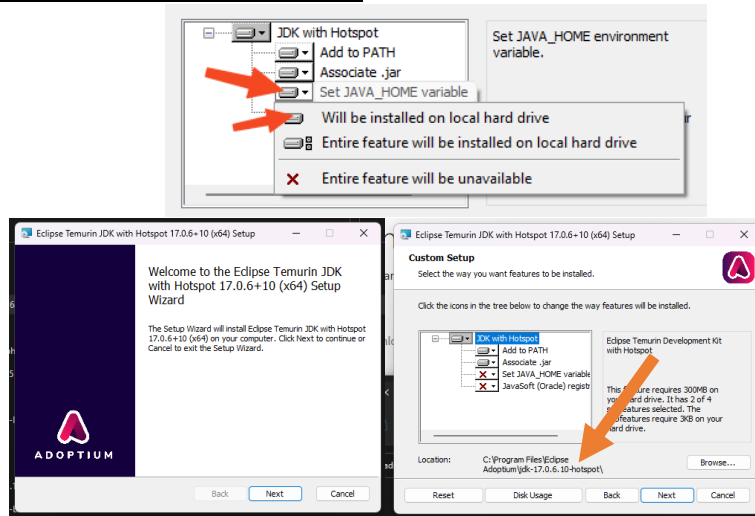 JDK with Hotspot
Add to PATH
Associate .jar
Set JAVA_HOME variable
Will be installed on local hard drive
Entire feature will be installed on local hard drive
Entire feature will be unavailable
Set JAVA_HOME environment
variable.
Eclipse Temurin JDK with Hotspot 17.0.6+10 (x64) Setup
Welcome to the Eclipse Temurin JDK
with Hotspot 17.0.6+10 (x64) Setup
Wizard
The Setup Wizard will install Eclipse Temurin JDK with Hotspot
17.0.6+10 (x64) on your computer. Click Next to continue or
Cancel to exit the Setup Wizard.
ADOPTIUM
Back
Next
Cancel
Eclipse Temurin JDK with Hotspot 17.0.6+10 (x64) Setup
Custom Setup
Select the way you want features to be installed.
Click the icons in the tree below to change the way features will be installed.
JDK with Hotspot
Add to PATH
Associate .jar
Set JAVA_HOME variable
JavaSoft (Oracle) registr
Eclipse Temurin Development Kit
with Hotspot
This feature requires 300MB on
your hard drive. It has 2 of 4
subfeatures selected. The
subfeatures require 3KB on your
hard drive.
Location:
C:\Program Files\Eclipse
Adoptium\jdk-17.0.6.10-hotspot\
Browse...
Reset
Disk Usage
Back
Next
Cancel